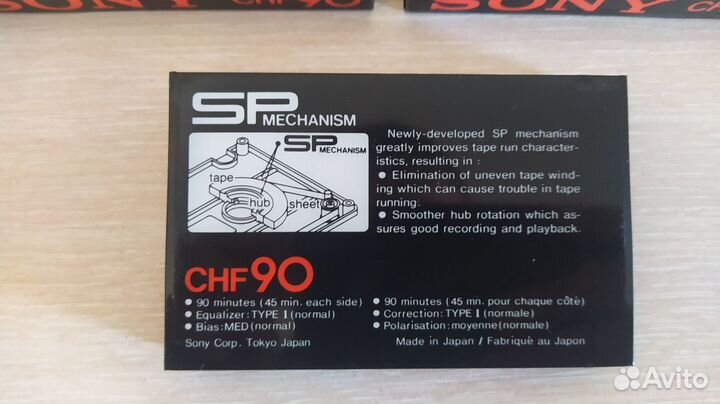 SONY CHF90
SONY CH
SP MECHANISM
SP MECHANISM
tape
hub
sheet
Newly-developed SP mechanism
greatly improves tape run character-
istics, resulting in :
● Elimination of uneven tape wind-
ing which can cause trouble in tape
running.
● Smoother hub rotation which as-
sures good recording and playback.
CHF90
● 90 minutes (45 min. each side)
● Equalizer: TYPE I (normal)
● Bias: MED (normal)
Sony Corp. Tokyo Japan
● 90 minutes (45 mn. pour chaque côté)
● Correction: TYPE I (normale)
● Polarisation: moyenne (normale)
Made in Japan / Fabriqué au Japon
Avito